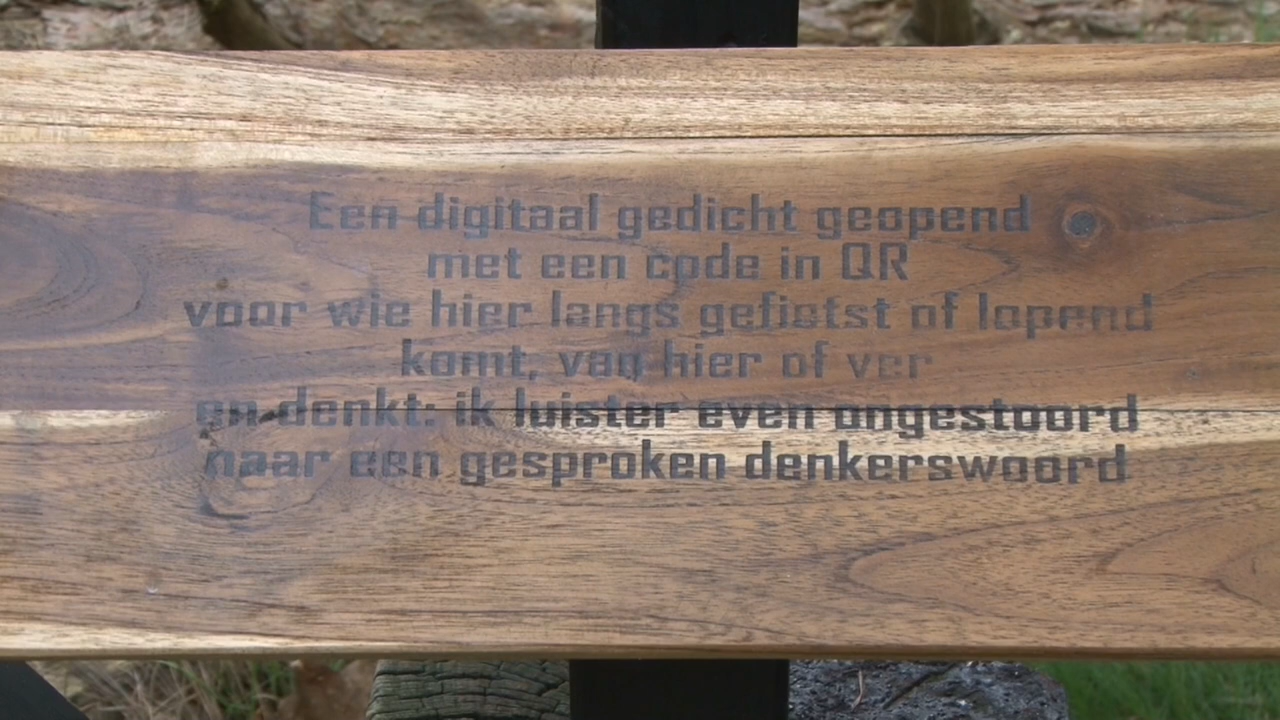 Een digitaal gedicht geopend
met een code in QR
voor wie hier langs gefietst of lopend
komt, van hier of ver
en denkt: ik luister even ongestoord
naar een gesproken denkerswoord